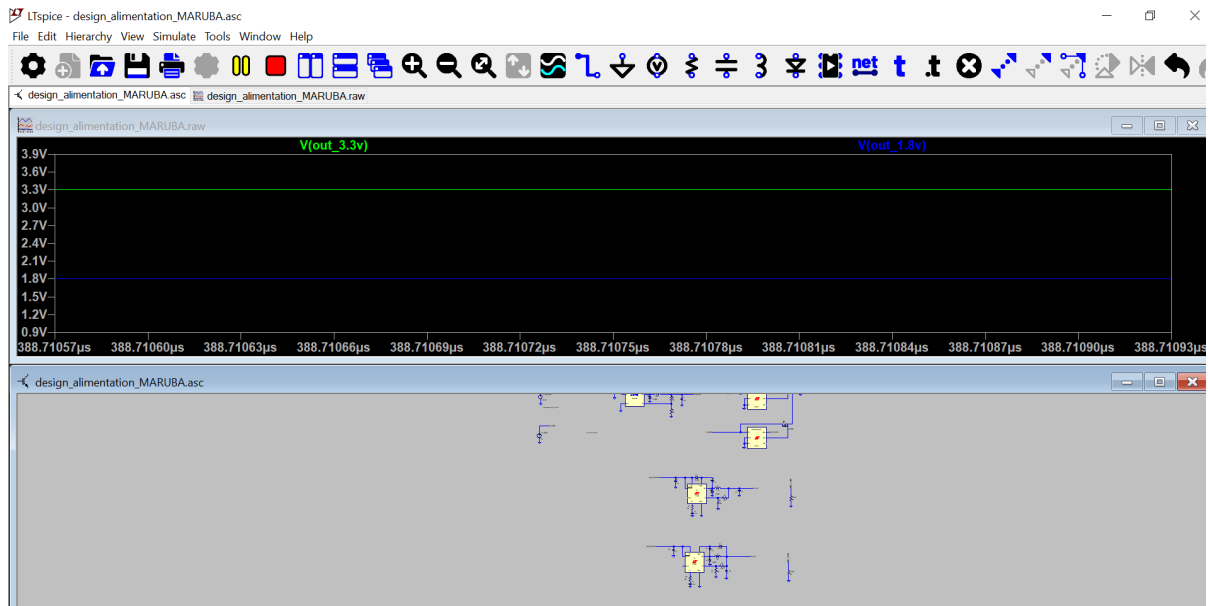 LTspice - design_alimentation_MARUBA.asc
File Edit Hierarchy View Simulate Tools Window Help
net t .t
design_alimentation_MARUBA.asc design_alimentation_MARUBA.raw
design_alimentation_MARUBA.raw
V(out_3.3v) V(out_1.8v)
3.9V
3.6V
3.3V
3.0V
2.7V
2.4V
2.1V
1.8V
1.5V
1.2V
0.9V
388.71057µs 388.71060µs 388.71063µs 388.71066µs 388.71069µs 388.71072µs 388.71075µs 388.71078µs 388.71081µs 388.71084µs 388.71087µs 388.71090µs 388.71093µs
design_alimentation_MARUBA.asc